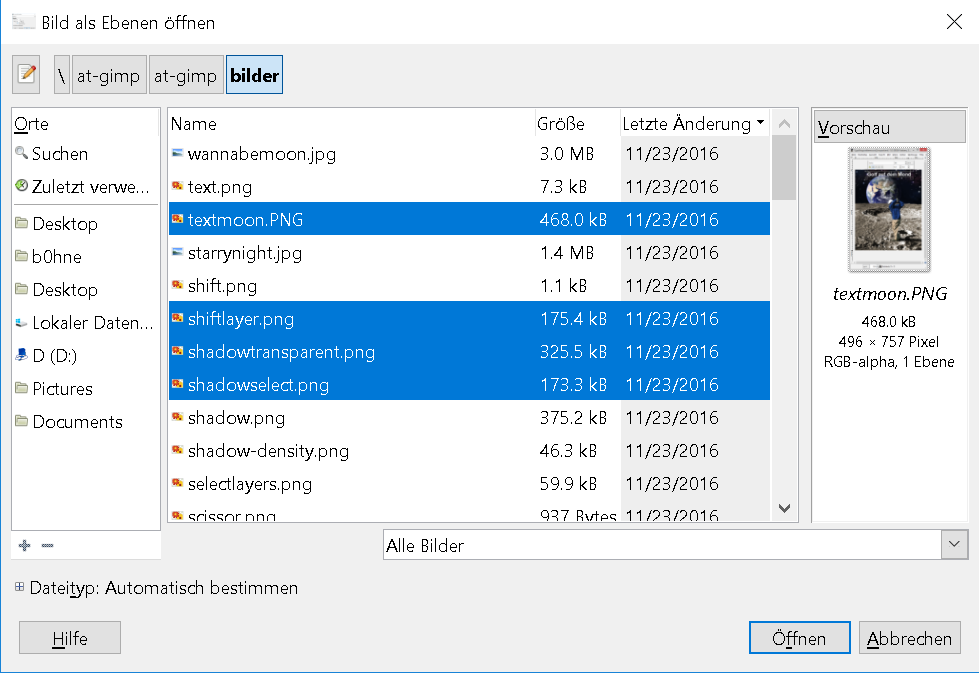 Bild als Ebenen öffnen
\ at-gimp at-gimp bilder
Orte
Suchen
Zuletzt verwe...
Desktop
b0hne
Desktop
Lokaler Daten...
D (D:)
Pictures
Documents
Name Größe Letzte Änderung
wannabemoon.jpg 3.0 MB 11/23/2016
text.png 7.3 kB 11/23/2016
textmoon.PNG 468.0 kB 11/23/2016
starrynight.jpg 1.4 MB 11/23/2016
shift.png 1.1 kB 11/23/2016
shiftlayer.png 175.4 kB 11/23/2016
shadowtransparent.png 325.5 kB 11/23/2016
shadowselect.png 173.3 kB 11/23/2016
shadow.png 375.2 kB 11/23/2016
shadow-density.png 46.3 kB 11/23/2016
selectlayers.png 59.9 kB 11/23/2016
scissor.png 937 Bytes 11/23/2016
Vorschau
Golf auf dem Mond
textmoon.PNG
468.0 kB
496 × 757 Pixel
RGB-alpha, 1 Ebene
Alle Bilder
Dateityp: Automatisch bestimmen
Hilfe Öffnen Abbrechen